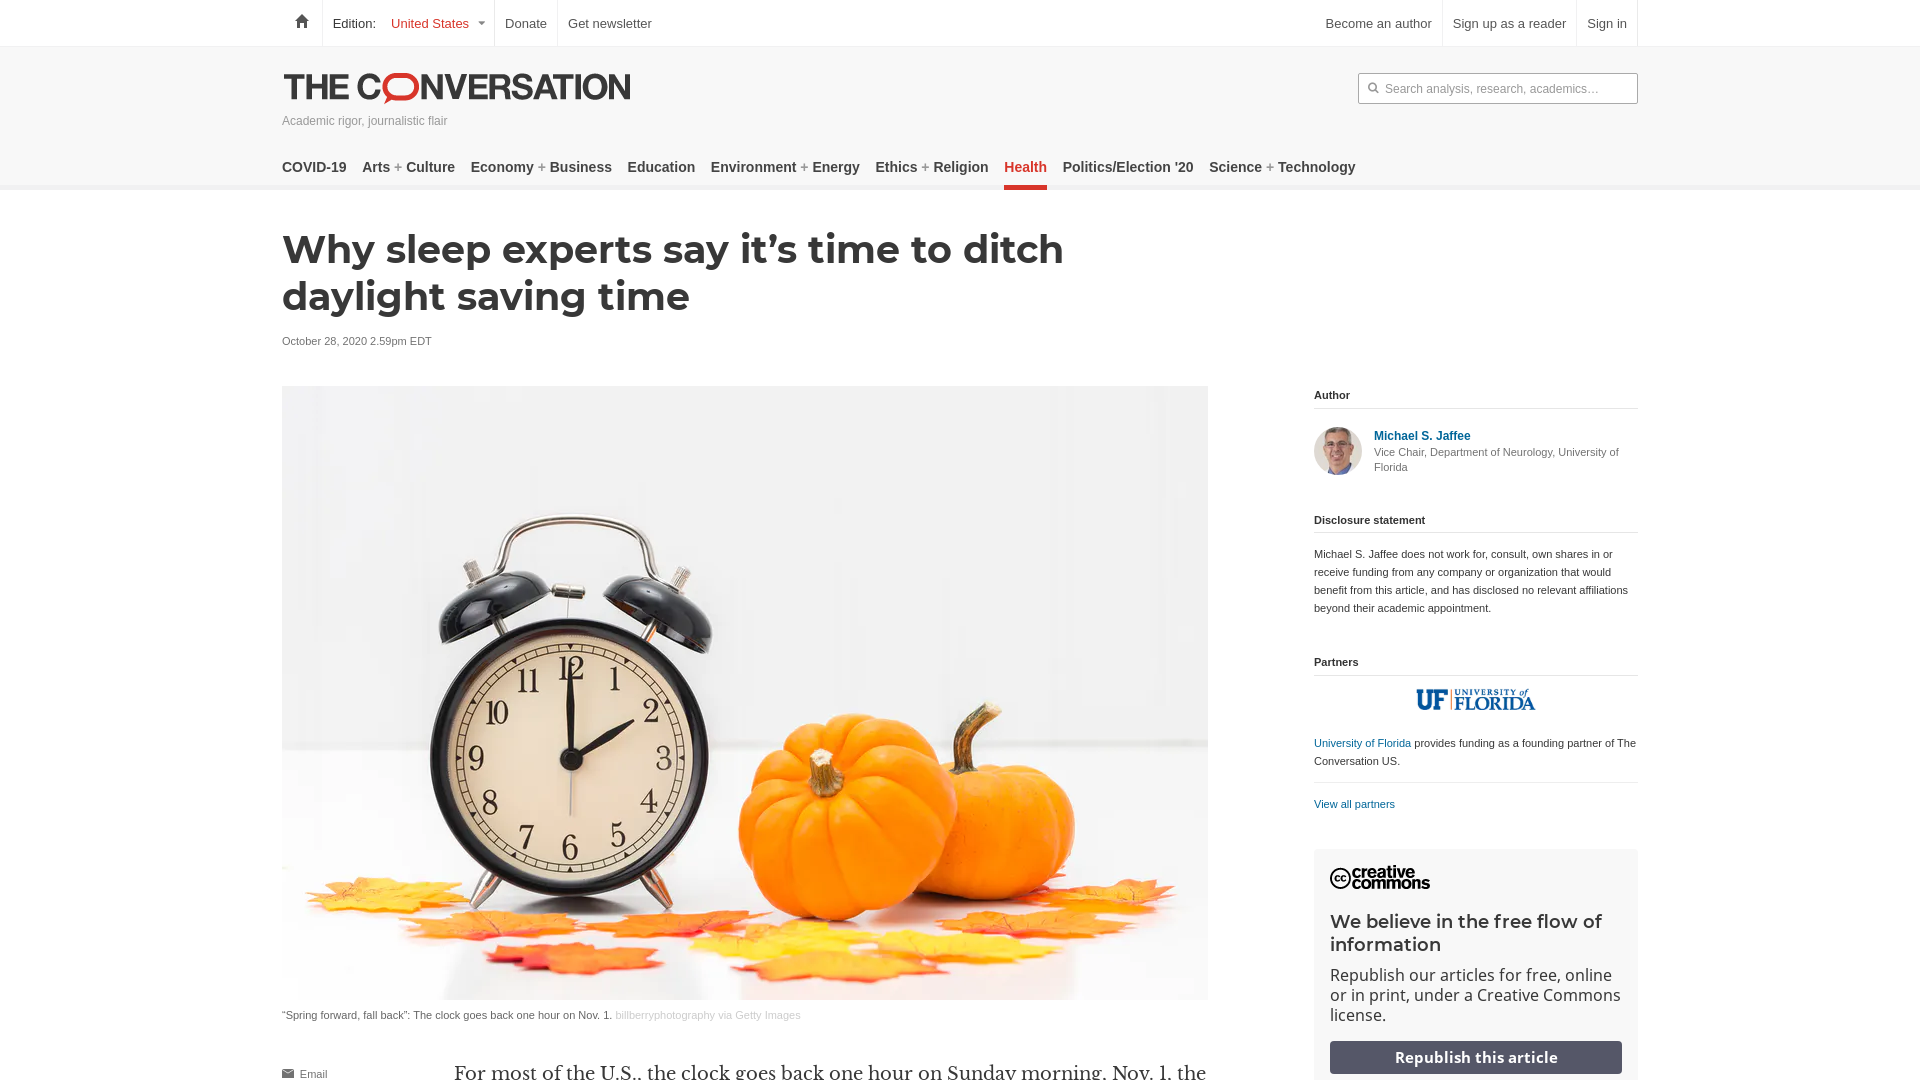 Edition: United States Donate Get newsletter Become an author Sign up as a reader Sign in
THE CONVERSATION
Search analysis, research, academics…
Academic rigor, journalistic flair
COVID-19 Arts + Culture Economy + Business Education Environment + Energy Ethics + Religion Health Politics/Election '20 Science + Technology
Why sleep experts say it’s time to ditch
daylight saving time
October 28, 2020 2.59pm EDT
12
1
2
3
4
5
6
7
8
9
10
11
“Spring forward, fall back”: The clock goes back one hour on Nov. 1. billberryphotography via Getty Images
Email
For most of the U.S., the clock goes back one hour on Sunday morning, Nov. 1, the
Author
Michael S. Jaffee
Vice Chair, Department of Neurology, University of
Florida
Disclosure statement
Michael S. Jaffee does not work for, consult, own shares in or
receive funding from any company or organization that would
benefit from this article, and has disclosed no relevant affiliations
beyond their academic appointment.
Partners
UF UNIVERSITY of
FLORIDA
University of Florida provides funding as a founding partner of The
Conversation US.
View all partners
cc creative
commons
We believe in the free flow of
information
Republish our articles for free, online
or in print, under a Creative Commons
license.
Republish this article